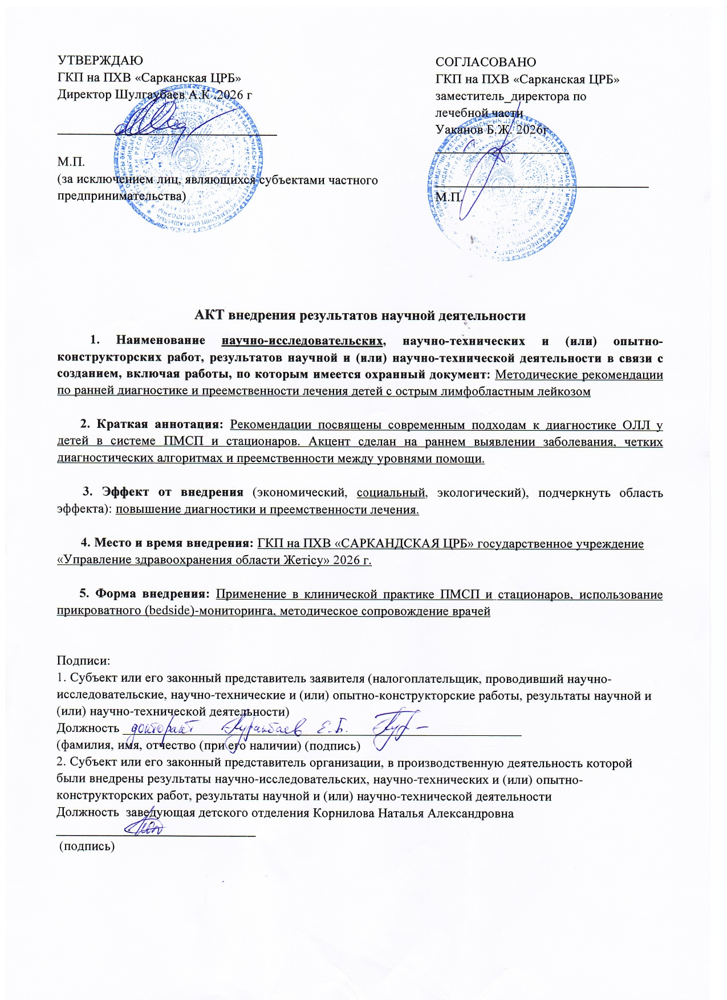 УТВЕРЖДАЮ
ГКП на ПХВ «Сарканская ЦРБ»
Директор Шулгаубаев А.К .2026 г
М.П.
(за исключением лиц, являющихся субъектами частного
предпринимательства)
СОГЛАСОВАНО
ГКП на ПХВ «Сарканская ЦРБ»
заместитель_директора по
лечебной части
Уаканов Б.Ж. 2026г
М.П.
АКТ внедрения результатов научной деятельности
1. Наименование научно-исследовательских, научно-технических и (или) опытно-
конструкторских работ, результатов научной и (или) научно-технической деятельности в связи с
созданием, включая работы, по которым имеется охранный документ: Методические рекомендации
по ранней диагностике и преемственности лечения детей с острым лимфобластным лейкозом
2. Краткая аннотация: Рекомендации посвящены современным подходам к диагностике ОЛЛ у
детей в системе ПМСП и стационаров. Акцент сделан на раннем выявлении заболевания, четких
диагностических алгоритмах и преемственности между уровнями помощи.
3. Эффект от внедрения (экономический, социальный, экологический), подчеркнуть область
эффекта): повышение диагностики и преемственности лечения.
4. Место и время внедрения: ГКП на ПХВ «САРКАНДСКАЯ ЦРБ» государственное учреждение
«Управление здравоохранения области Жетісу» 2026 г.
5. Форма внедрения: Применение в клинической практике ПМСП и стационаров, использование
прикроватного (bedside)-мониторинга, методическое сопровождение врачей
Подписи:
1. Субъект или его законный представитель заявителя (налогоплательщик, проводивший научно-
исследовательские, научно-технические и (или) опытно-конструкторские работы, результаты научной и
(или) научно-технической деятельности)
Должность докторант Е.Б.
(фамилия, имя, отчество (при его наличии) (подпись)
2. Субъект или его законный представитель организации, в производственную деятельность которой
были внедрены результаты научно-исследовательских, научно-технических и (или) опытно-
конструкторских работ, результаты научной и (или) научно-технической деятельности
Должность заведующая детского отделения Корнилова Наталья Александровна
(подпись)